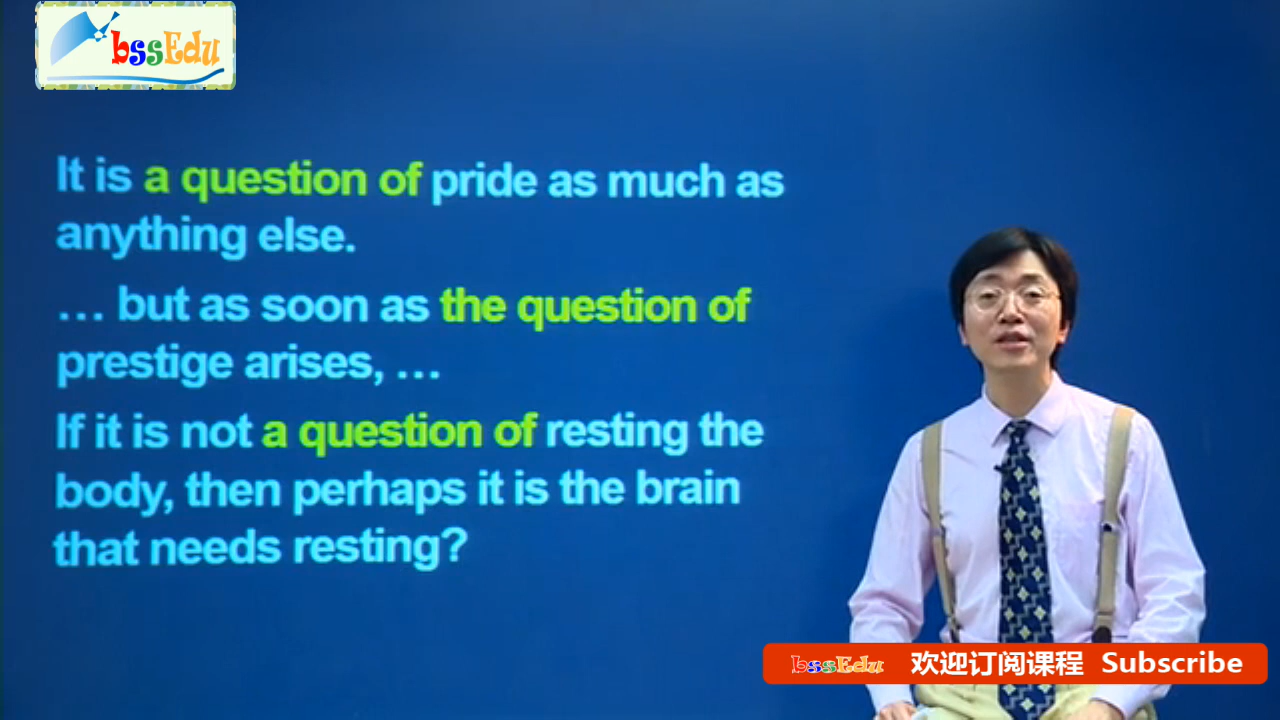 bssEdu
It is a question of pride as much as
anything else.
… but as soon as the question of
prestige arises, …
If it is not a question of resting the
body, then perhaps it is the brain
that needs resting?
bssEdu 欢迎订阅课程 Subscribe